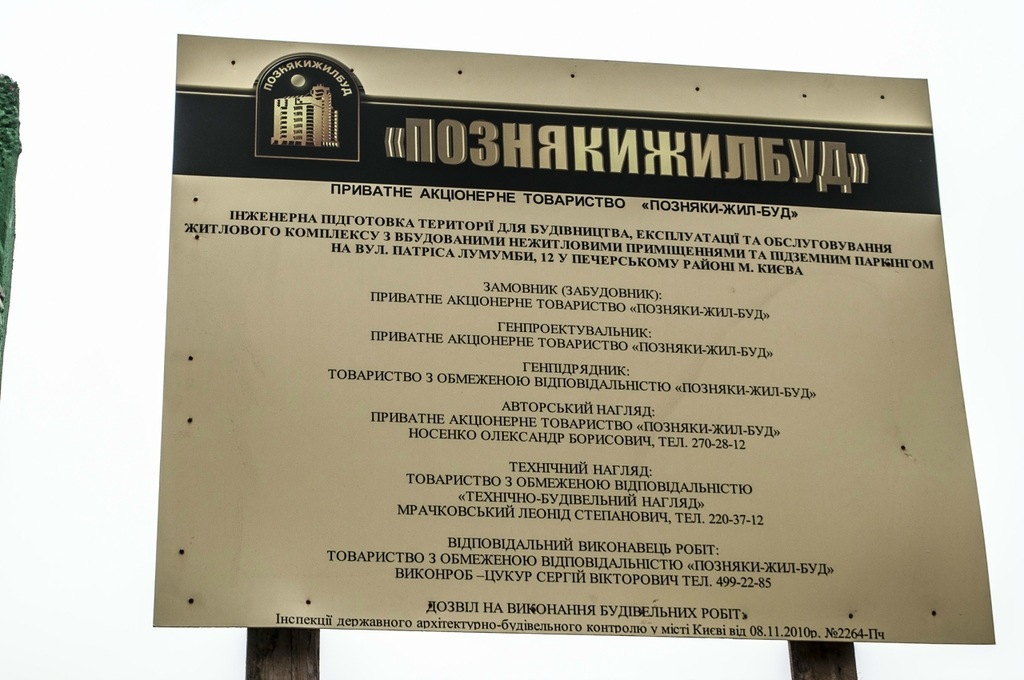 ПОЗНЯКИЖИЛБУД
«ПОЗНЯКИЖИЛБУД»
ПРИВАТНЕ АКЦІОНЕРНЕ ТОВАРИСТВО «ПОЗНЯКИ-ЖИЛ-БУД»
ІНЖЕНЕРНА ПІДГОТОВКА ТЕРИТОРІЇ ДЛЯ БУДІВНИЦТВА, ЕКСПЛУАТАЦІЇ ТА ОБСЛУГОВУВАННЯ
ЖИТЛОВОГО КОМПЛЕКСУ З ВБУДОВАНИМИ НЕЖИТЛОВИМИ ПРИМІЩЕННЯМИ ТА ПІДЗЕМНИМ ПАРКІНГОМ
НА ВУЛ. ПАТРІСА ЛУМУМБИ, 12 У ПЕЧЕРСЬКОМУ РАЙОНІ М. КИЄВА
ЗАМОВНИК (ЗАБУДОВНИК):
ПРИВАТНЕ АКЦІОНЕРНЕ ТОВАРИСТВО «ПОЗНЯКИ-ЖИЛ-БУД»
ГЕНПРОЕКТУВАЛЬНИК:
ПРИВАТНЕ АКЦІОНЕРНЕ ТОВАРИСТВО «ПОЗНЯКИ-ЖИЛ-БУД»
ГЕНПІДРЯДНИК:
ТОВАРИСТВО З ОБМЕЖЕНОЮ ВІДПОВІДАЛЬНІСТЮ «ПОЗНЯКИ-ЖИЛ-БУД»
АВТОРСЬКИЙ НАГЛЯД:
ПРИВАТНЕ АКЦІОНЕРНЕ ТОВАРИСТВО «ПОЗНЯКИ-ЖИЛ-БУД»
НОСЕНКО ОЛЕКСАНДР БОРИСОВИЧ, ТЕЛ. 270-28-12
ТЕХНІЧНИЙ НАГЛЯД:
ТОВАРИСТВО З ОБМЕЖЕНОЮ ВІДПОВІДАЛЬНІСТЮ
«ТЕХНІЧНО-БУДІВЕЛЬНИЙ НАГЛЯД»
МРАЧКОВСЬКИЙ ЛЕОНІД СТЕПАНОВИЧ, ТЕЛ. 220-37-12
ВІДПОВІДАЛЬНИЙ ВИКОНАВЕЦЬ РОБІТ:
ТОВАРИСТВО З ОБМЕЖЕНОЮ ВІДПОВІДАЛЬНІСТЮ «ПОЗНЯКИ-ЖИЛ-БУД»
ВИКОНРОБ –ЦУКУР СЕРГІЙ ВІКТОРОВИЧ ТЕЛ. 499-22-85
ДОЗВІЛ НА ВИКОНАННЯ БУДІВЕЛЬНИХ РОБІТ:
Інспекції державного архітектурно-будівельного контролю у місті Києві від 08.11.2010р. №2264-Пч